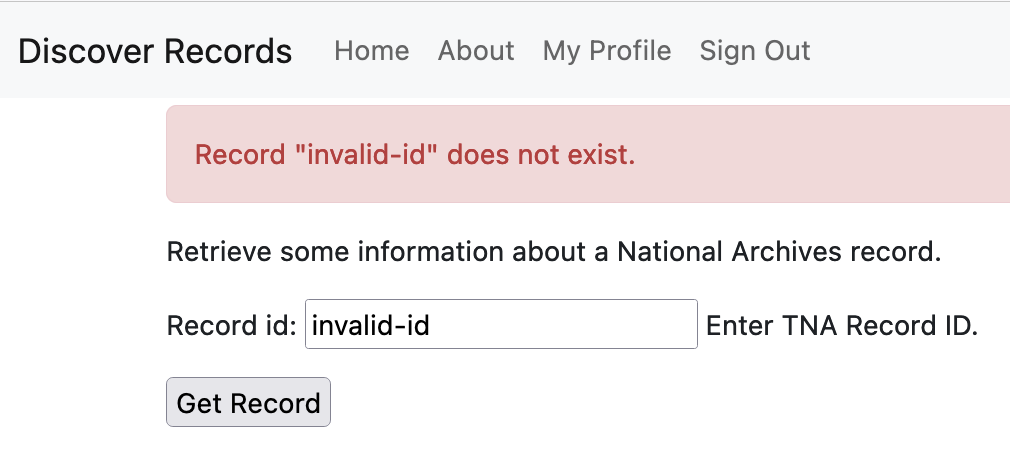 Discover Records Home About My Profile Sign Out
Record "invalid-id" does not exist.
Retrieve some information about a National Archives record.
Record id: invalid-id Enter TNA Record ID.
Get Record